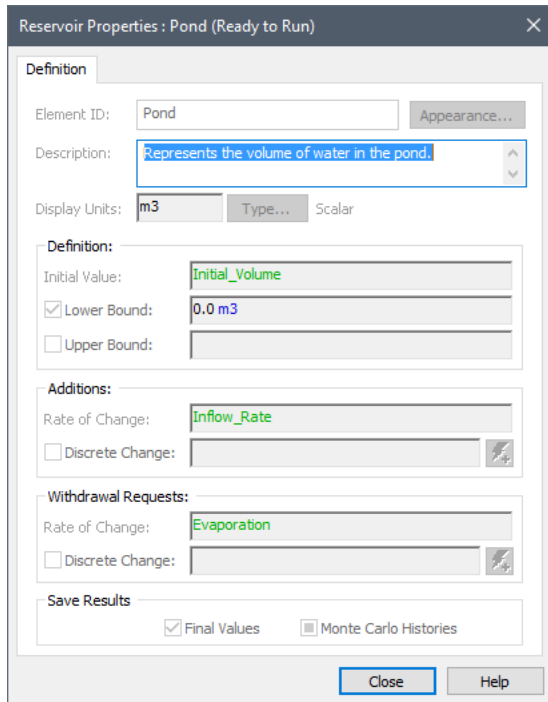 Reservoir Properties : Pond (Ready to Run)
Definition
Element ID: Pond Appearance...
Description: Represents the volume of water in the pond.
Display Units: m3 Type... Scalar
Definition:
Initial Value: Initial_Volume
Lower Bound: 0.0 m3
Upper Bound:
Additions:
Rate of Change: Inflow_Rate
Discrete Change:
Withdrawal Requests:
Rate of Change: Evaporation
Discrete Change:
Save Results
Final Values Monte Carlo Histories
Close Help